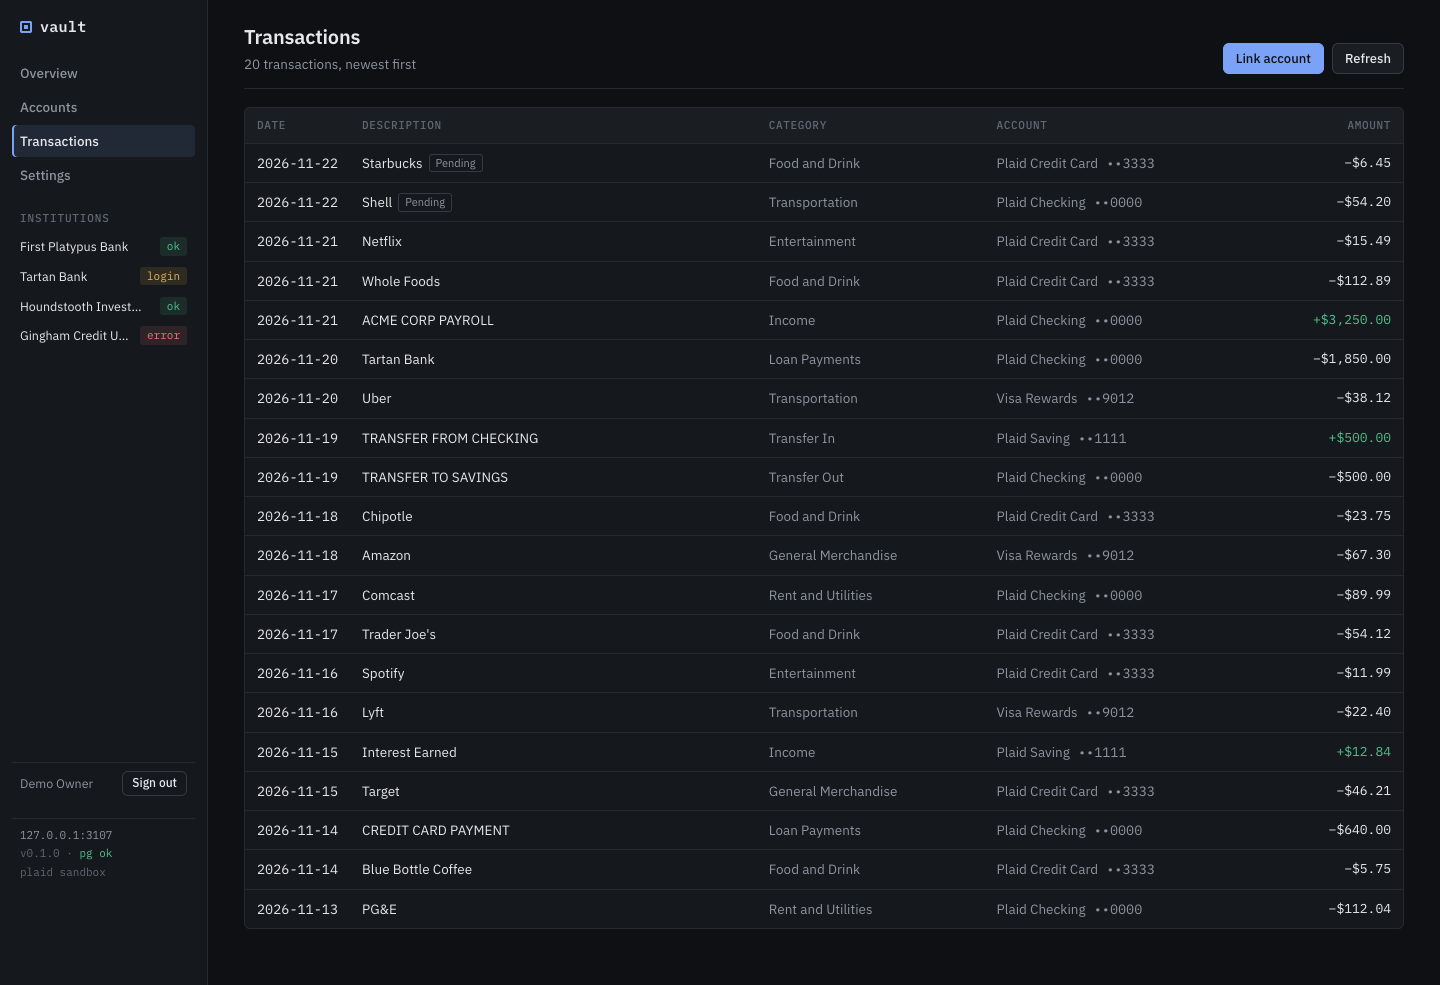 vault
Overview
Accounts
Transactions
Settings
INSTITUTIONS
First Platypus Bank ok
Tartan Bank login
Houndstooth Invest... ok
Gingham Credit U... error
Demo Owner Sign out
127.0.0.1:3107
v0.1.0 · pg ok
plaid sandbox
Transactions
20 transactions, newest first
Link account Refresh
DATE DESCRIPTION CATEGORY ACCOUNT AMOUNT
2026-11-22 Starbucks Pending Food and Drink Plaid Credit Card ••3333 −$6.45
2026-11-22 Shell Pending Transportation Plaid Checking ••0000 −$54.20
2026-11-21 Netflix Entertainment Plaid Credit Card ••3333 −$15.49
2026-11-21 Whole Foods Food and Drink Plaid Credit Card ••3333 −$112.89
2026-11-21 ACME CORP PAYROLL Income Plaid Checking ••0000 +$3,250.00
2026-11-20 Tartan Bank Loan Payments Plaid Checking ••0000 −$1,850.00
2026-11-20 Uber Transportation Visa Rewards ••9012 −$38.12
2026-11-19 TRANSFER FROM CHECKING Transfer In Plaid Saving ••1111 +$500.00
2026-11-19 TRANSFER TO SAVINGS Transfer Out Plaid Checking ••0000 −$500.00
2026-11-18 Chipotle Food and Drink Plaid Credit Card ••3333 −$23.75
2026-11-18 Amazon General Merchandise Visa Rewards ••9012 −$67.30
2026-11-17 Comcast Rent and Utilities Plaid Checking ••0000 −$89.99
2026-11-17 Trader Joe's Food and Drink Plaid Credit Card ••3333 −$54.12
2026-11-16 Spotify Entertainment Plaid Credit Card ••3333 −$11.99
2026-11-16 Lyft Transportation Visa Rewards ••9012 −$22.40
2026-11-15 Interest Earned Income Plaid Saving ••1111 +$12.84
2026-11-15 Target General Merchandise Plaid Credit Card ••3333 −$46.21
2026-11-14 CREDIT CARD PAYMENT Loan Payments Plaid Checking ••0000 −$640.00
2026-11-14 Blue Bottle Coffee Food and Drink Plaid Credit Card ••3333 −$5.75
2026-11-13 PG&E Rent and Utilities Plaid Checking ••0000 −$112.04